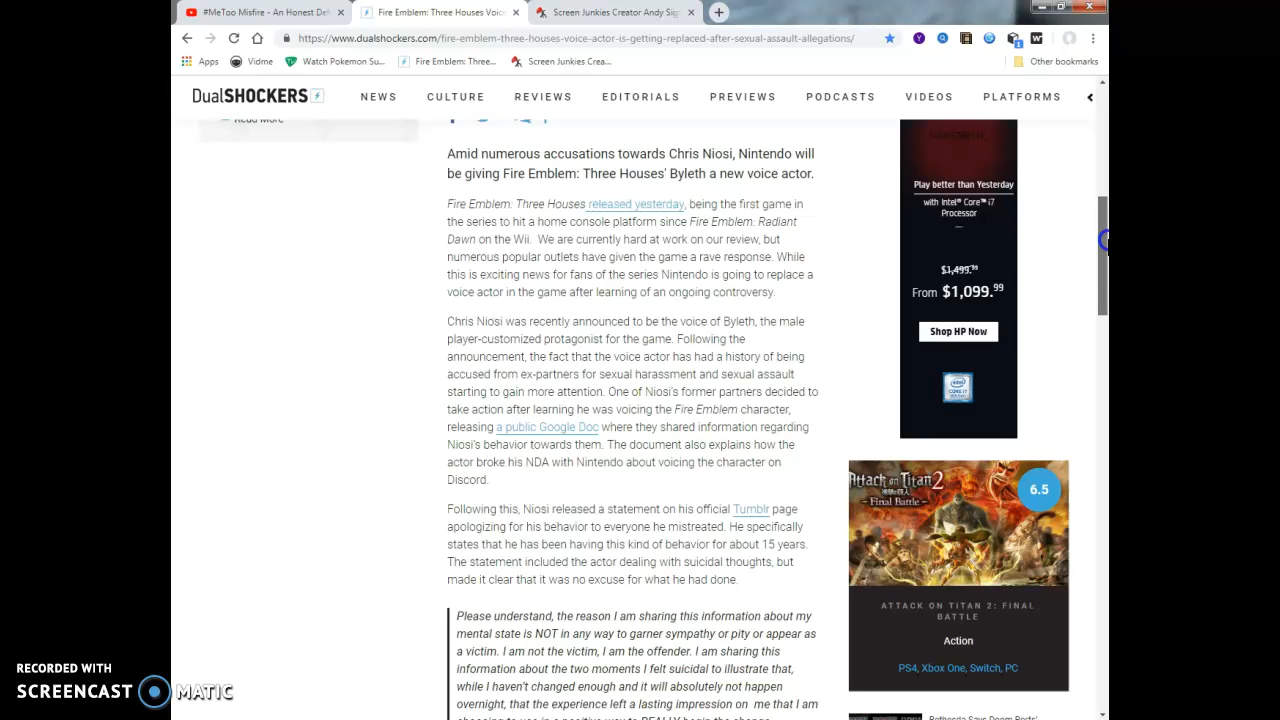 #MeToo Misfire - An Honest Del
Fire Emblem: Three Houses Voic
Screen Junkies Creator Andy Sig
https://www.dualshockers.com/fire-emblem-three-houses-voice-actor-is-getting-replaced-after-sexual-assault-allegations/
Apps
Vidme
Watch Pokemon Su...
Fire Emblem: Three...
Screen Junkies Crea...
Other bookmarks
DualSHOCKERS
NEWS
CULTURE
REVIEWS
EDITORIALS
PREVIEWS
PODCASTS
VIDEOS
PLATFORMS
Read More
Amid numerous accusations towards Chris Niosi, Nintendo will
be giving Fire Emblem: Three Houses' Byleth a new voice actor.
Fire Emblem: Three Houses released yesterday, being the first game in
the series to hit a home console platform since Fire Emblem: Radiant
Dawn on the Wii. We are currently hard at work on our review, but
numerous popular outlets have given the game a rave response. While
this is exciting news for fans of the series Nintendo is going to replace a
voice actor in the game after learning of an ongoing controversy.
Chris Niosi was recently announced to be the voice of Byleth, the male
player-customized protagonist for the game. Following the
announcement, the fact that the voice actor has had a history of being
accused from ex-partners for sexual harassment and sexual assault
starting to gain more attention. One of Niosi's former partners decided to
take action after learning he was voicing the Fire Emblem character,
releasing a public Google Doc where they shared information regarding
Niosi's behavior towards them. The document also explains how the
actor broke his NDA with Nintendo about voicing the character on
Discord.
Following this, Niosi released a statement on his official Tumblr page
apologizing for his behavior to everyone he mistreated. He specifically
states that he has been having this kind of behavior for about 15 years.
The statement included the actor dealing with suicidal thoughts, but
made it clear that it was no excuse for what he had done.
Please understand, the reason I am sharing this information about my
mental state is NOT in any way to garner sympathy or pity or appear as
a victim. I am not the victim, I am the offender. I am sharing this
information about the two moments I felt suicidal to illustrate that,
while I haven't changed enough and it will absolutely not happen
overnight, that the experience left a lasting impression on me that I am
Play better than Yesterday
with Intel® Core™ i7
Processor
$1,499.99
From $1,099.99
Shop HP Now
intel
CORE i7
Attack on Titan 2
- Final Battle -
6.5
ATTACK ON TITAN 2: FINAL
BATTLE
Action
PS4, Xbox One, Switch, PC
Bethesda Says Doom Ports'
RECORDED WITH
SCREENCAST MATIC